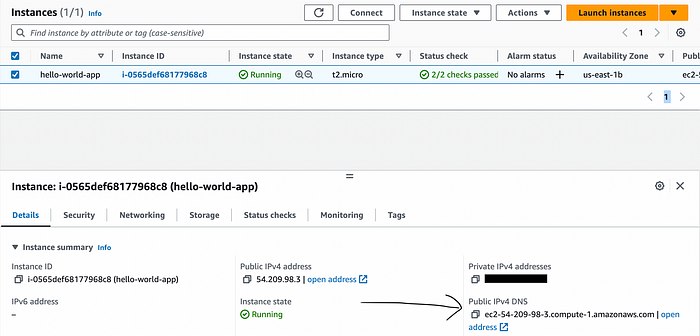 Instances (1/1) Info
Connect
Instance state
Actions
Launch instances
Find instance by attribute or tag (case-sensitive)
1
Name Instance ID Instance state Instance type Status check Alarm status Availability Zone Publ
hello-world-app i-0565def68177968c8 Running t2.micro 2/2 checks passed No alarms + us-east-1b ec2-5
1
Instance: i-0565def68177968c8 (hello-world-app)
Details Security Networking Storage Status checks Monitoring Tags
Instance summary Info
Instance ID Public IPv4 address Private IPv4 addresses
i-0565def68177968c8 (hello-world-app) 54.209.98.3 | open address
IPv6 address Instance state Public IPv4 DNS
– Running ec2-54-209-98-3.compute-1.amazonaws.com | open
address